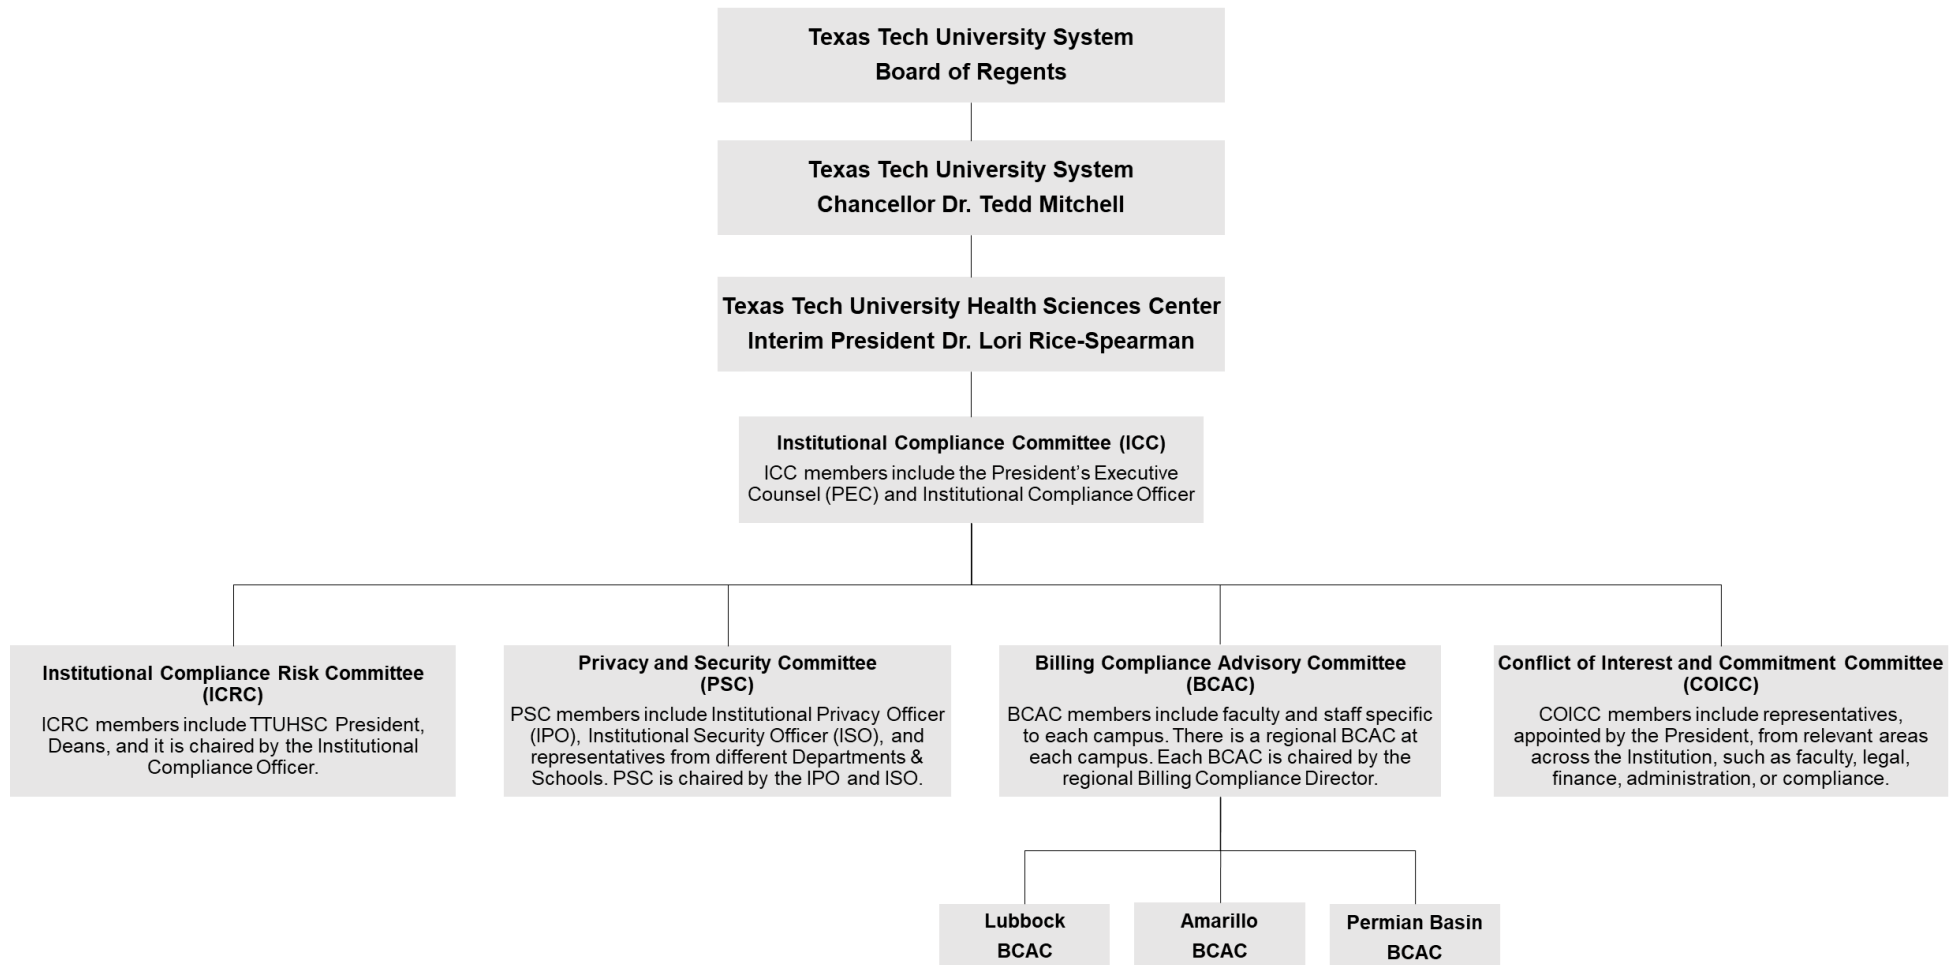 Texas Tech University System
Board of Regents
Texas Tech University System
Chancellor Dr. Tedd Mitchell
Texas Tech University Health Sciences Center
Interim President Dr. Lori Rice-Spearman
Institutional Compliance Committee (ICC)
ICC members include the President’s Executive
Counsel (PEC) and Institutional Compliance Officer
Institutional Compliance Risk Committee
(ICRC)
ICRC members include TTUHSC President,
Deans, and it is chaired by the Institutional
Compliance Officer.
Privacy and Security Committee
(PSC)
PSC members include Institutional Privacy Officer
(IPO), Institutional Security Officer (ISO), and
representatives from different Departments &
Schools. PSC is chaired by the IPO and ISO.
Billing Compliance Advisory Committee
(BCAC)
BCAC members include faculty and staff specific
to each campus. There is a regional BCAC at
each campus. Each BCAC is chaired by the
regional Billing Compliance Director.
Conflict of Interest and Commitment Committee
(COICC)
COICC members include representatives,
appointed by the President, from relevant areas
across the Institution, such as faculty, legal,
finance, administration, or compliance.
Lubbock
BCAC
Amarillo
BCAC
Permian Basin
BCAC